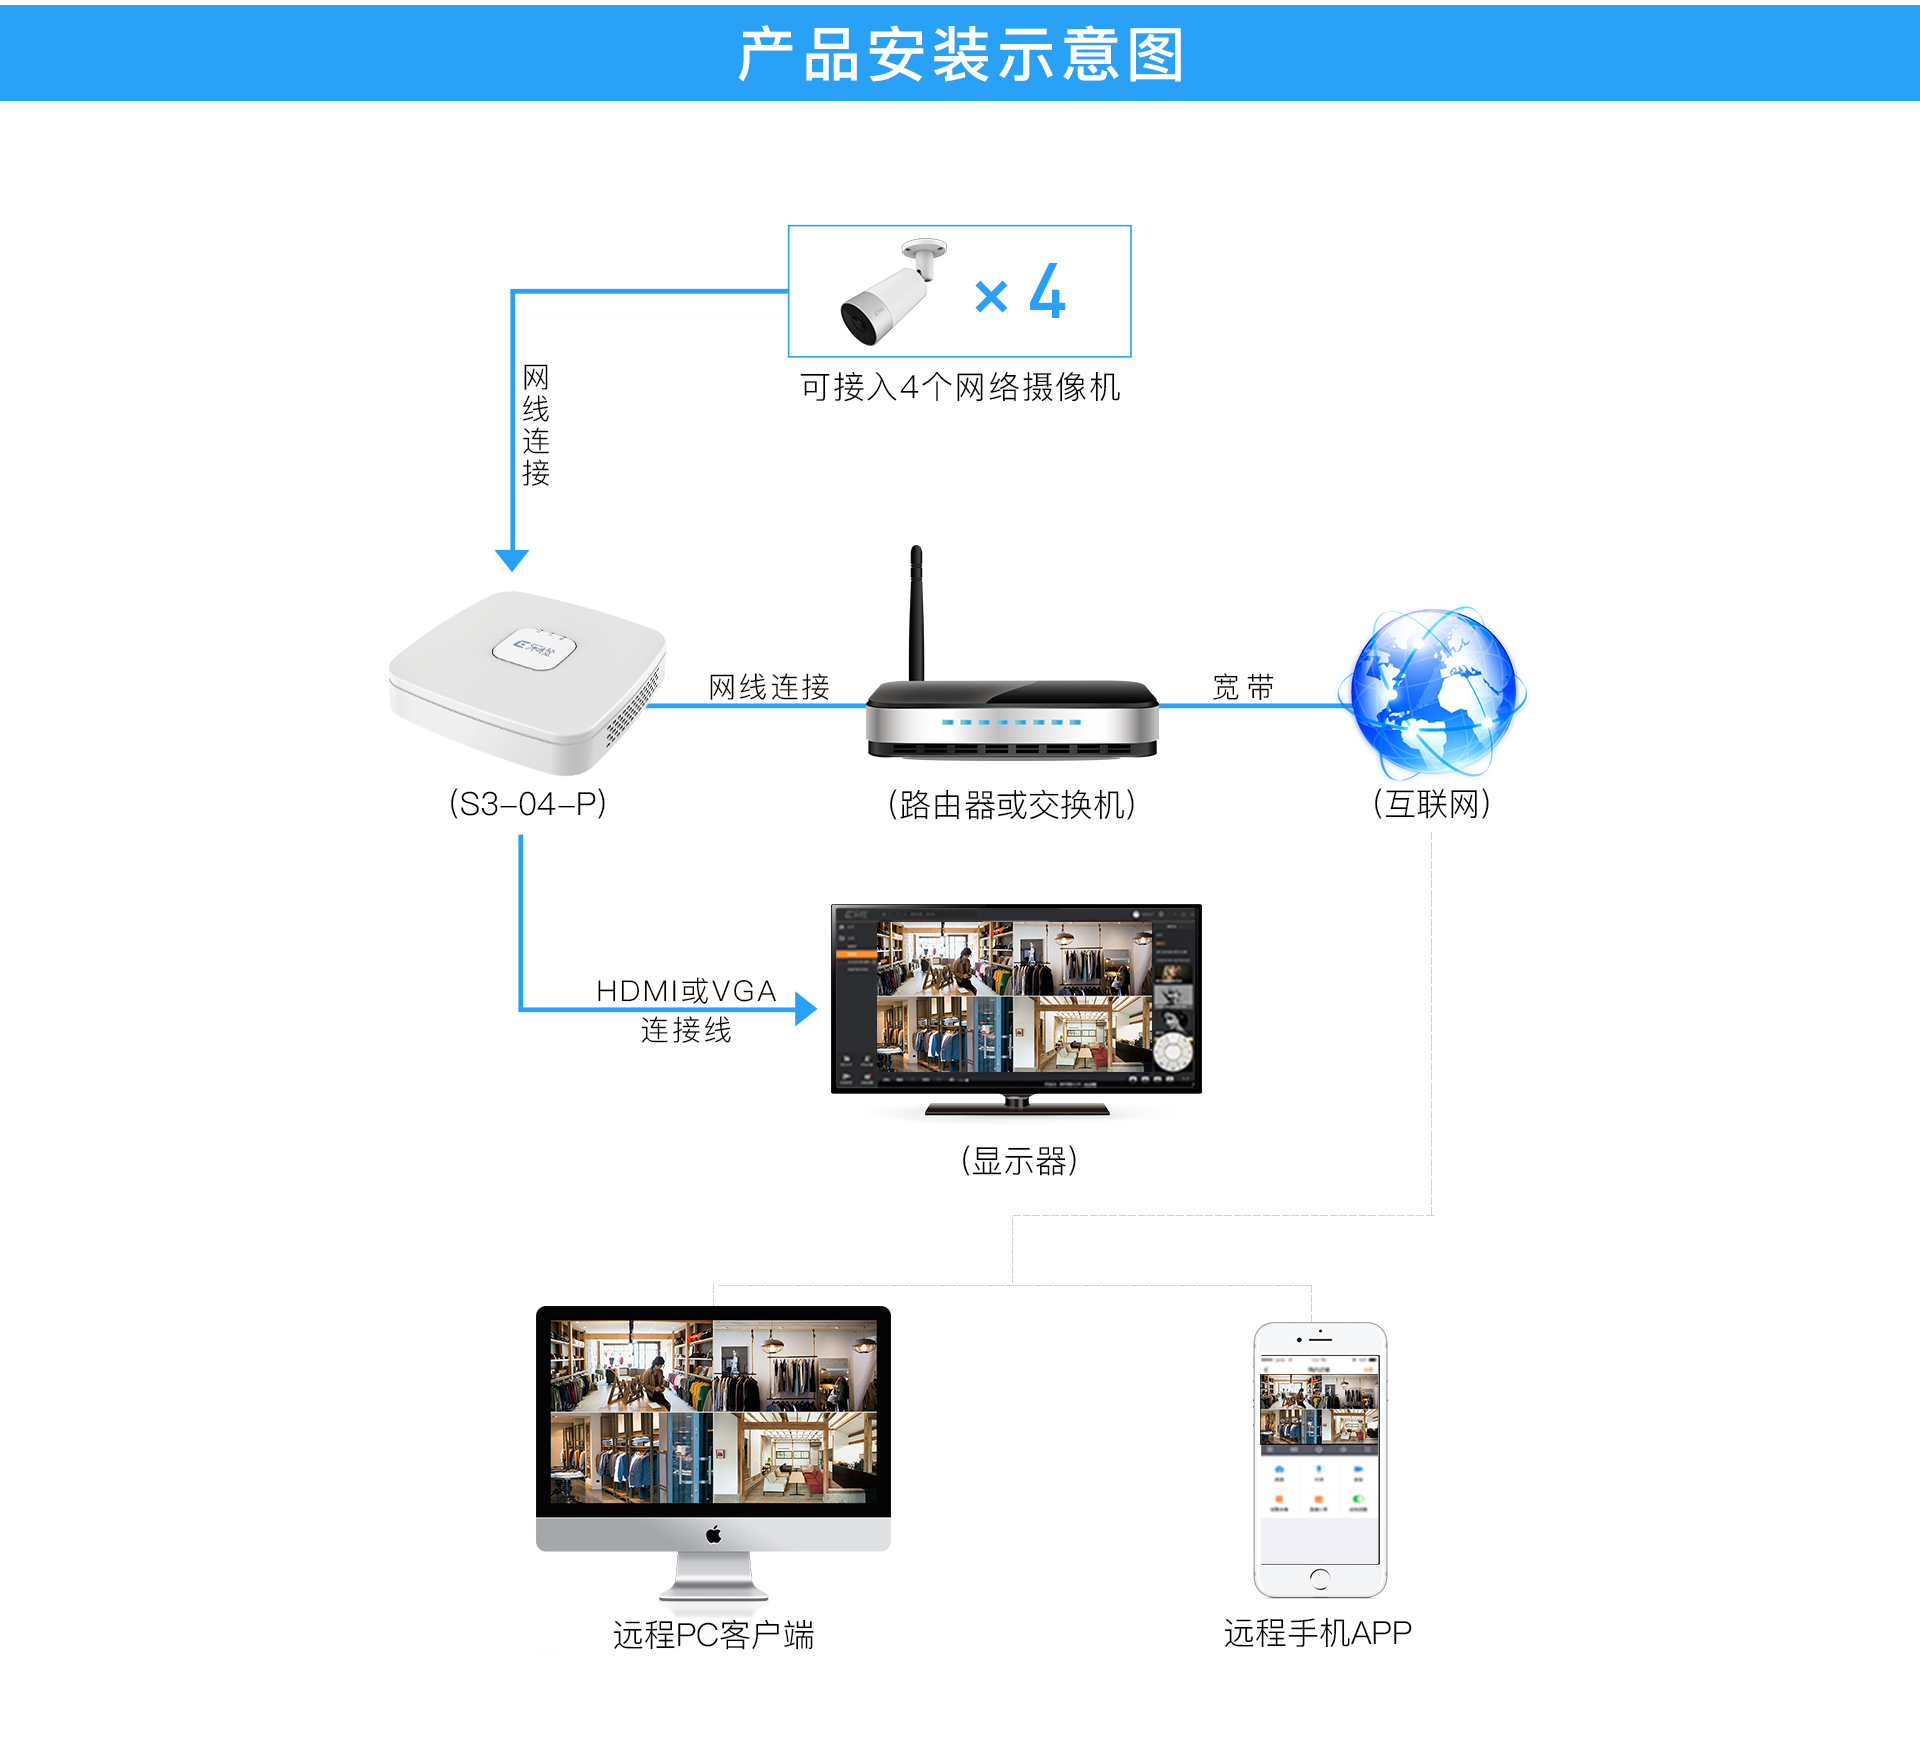 产品安装示意图
× 4
可接入4个网络摄像机
网线连接
乐橙
网线连接
宽带
(S3-04-P)
(路由器或交换机)
(互联网)
HDMI或VGA
连接线
(显示器)
远程PC客户端
远程手机APP